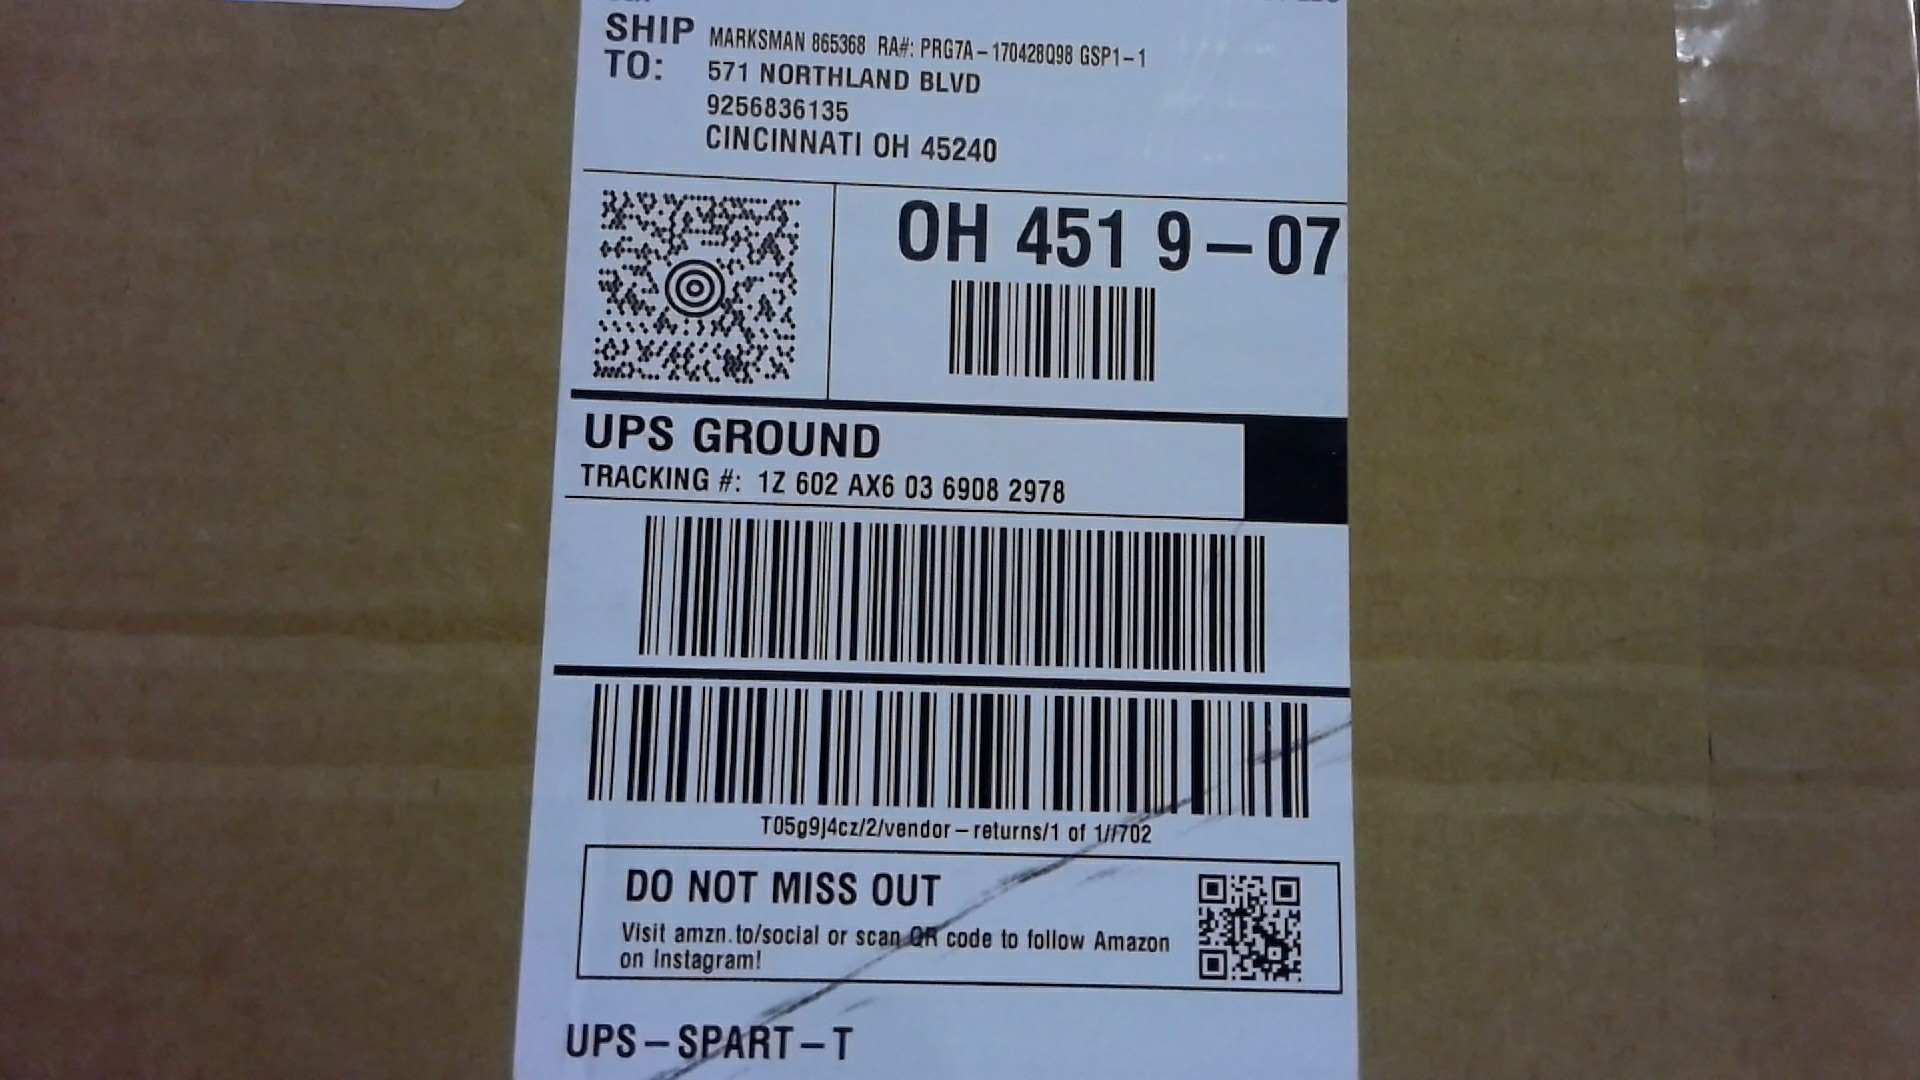 SHIP TO: MARKSMAN 865368 RA#: PRG7A-170428Q98 GSP1-1
571 NORTHLAND BLVD
9256836135
CINCINNATI OH 45240
OH 451 9-07
UPS GROUND
TRACKING #: 1Z 602 AX6 03 6908 2978
T05g9J4cz/2/vendor-returns/1 of 1//702
DO NOT MISS OUT
Visit amzn.to/social or scan QR code to follow Amazon
on Instagram!
UPS-SPART-T